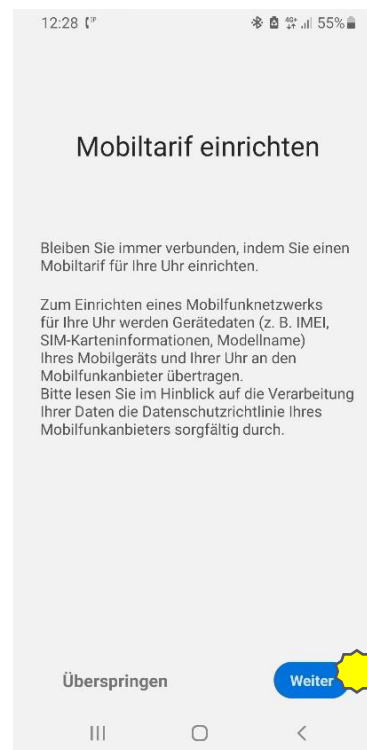 12:28
4G+ 55%
Mobiltarif einrichten
Bleiben Sie immer verbunden, indem Sie einen
Mobiltarif für Ihre Uhr einrichten.
Zum Einrichten eines Mobilfunknetzwerks
für Ihre Uhr werden Gerätedaten (z. B. IMEI,
SIM-Karteninformationen, Modellname)
Ihres Mobilgeräts und Ihrer Uhr an den
Mobilfunkanbieter übertragen.
Bitte lesen Sie im Hinblick auf die Verarbeitung
Ihrer Daten die Datenschutzrichtlinie Ihres
Mobilfunkanbieters sorgfältig durch.
Überspringen
Weiter